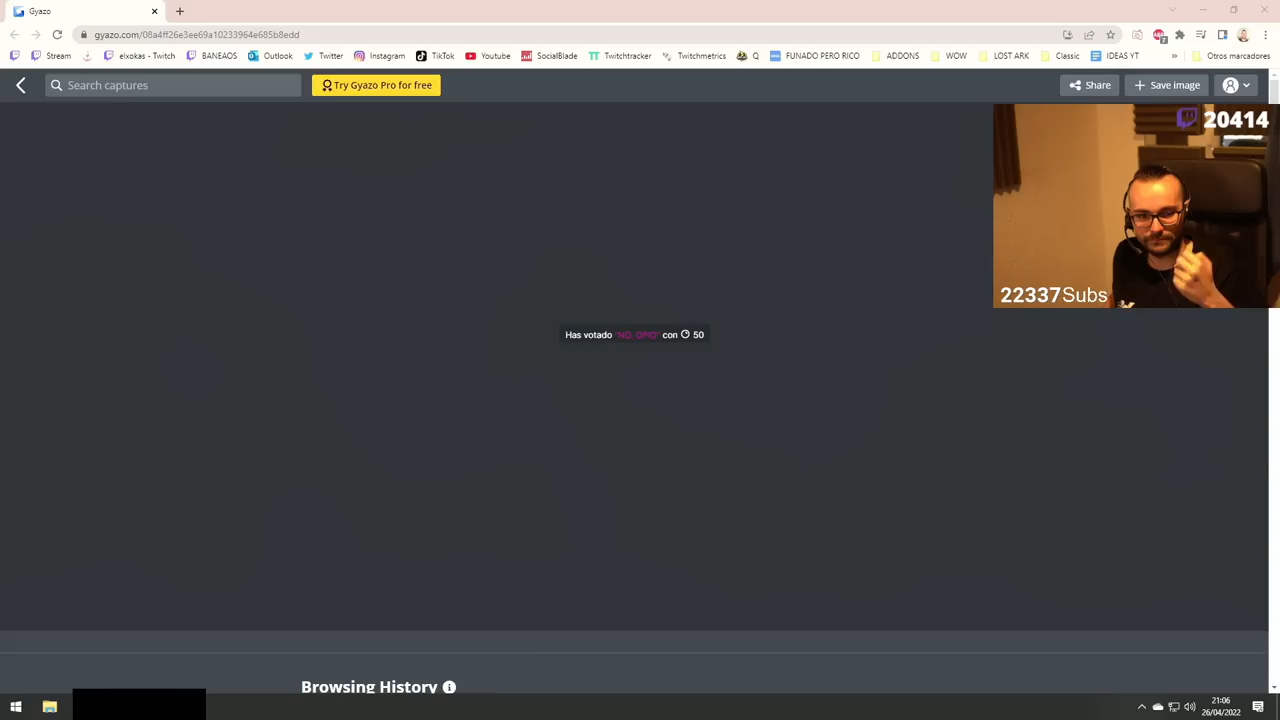 Gyazo
gyazo.com/08a4ff26e3ee69a10233964e685b8edd
Stream
elxokas - Twitch
BANEAOS
Outlook
Twitter
Instagram
TikTok
Youtube
SocialBlade
Twitchtracker
Twitchmetrics
Q
FUNADO PERO RICO
ADDONS
WOW
LOST ARK
Classic
IDEAS YT
»
Otros marcadores
Search captures
Try Gyazo Pro for free
Share
Save image
20414
22337Subs
Has votado "NO_OPIO" con 50
Browsing History
21:06
26/04/2022